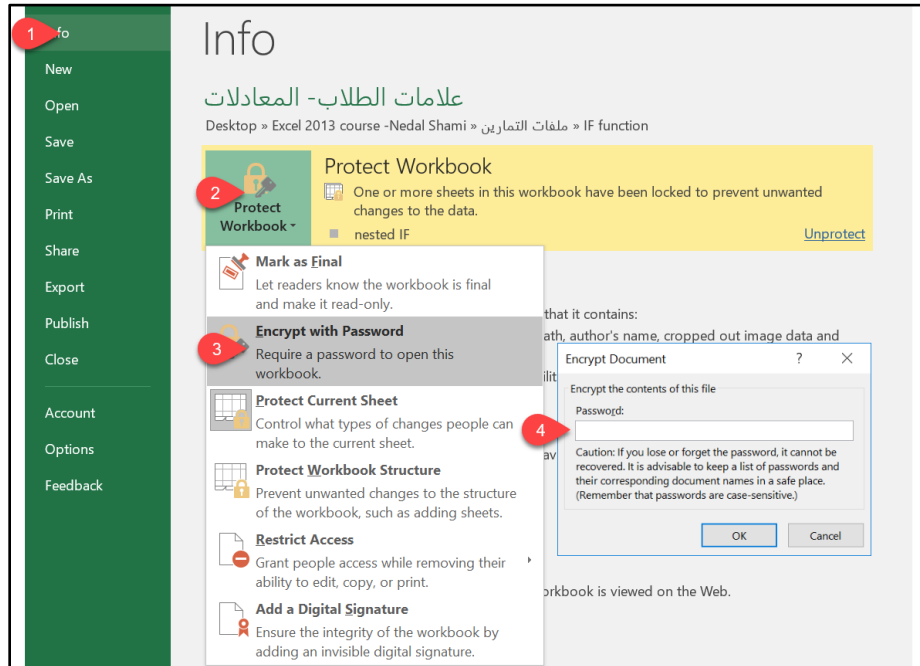 1
fo
New
Open
Save
Save As
Print
Share
Export
Publish
Close
Account
Options
Feedback
Info
علامات الطلاب- المعادلات
Desktop » Excel 2013 course -Nedal Shami » ملفات التمارين » IF function
2
Protect
Workbook
Protect Workbook
One or more sheets in this workbook have been locked to prevent unwanted
changes to the data.
nested IF
Unprotect
Mark as Final
Let readers know the workbook is final
and make it read-only.
3
Encrypt with Password
Require a password to open this
workbook.
Protect Current Sheet
Control what types of changes people can
make to the current sheet.
Protect Workbook Structure
Prevent unwanted changes to the structure
of the workbook, such as adding sheets.
Restrict Access
Grant people access while removing their
ability to edit, copy, or print.
Add a Digital Signature
Ensure the integrity of the workbook by
adding an invisible digital signature.
that it contains:
ath, author's name, cropped out image data and
ilit
av
Encrypt Document
?
Encrypt the contents of this file
Password:
4
Caution: If you lose or forget the password, it cannot be
recovered. It is advisable to keep a list of passwords and
their corresponding document names in a safe place.
(Remember that passwords are case-sensitive.)
OK
Cancel
orkbook is viewed on the Web.